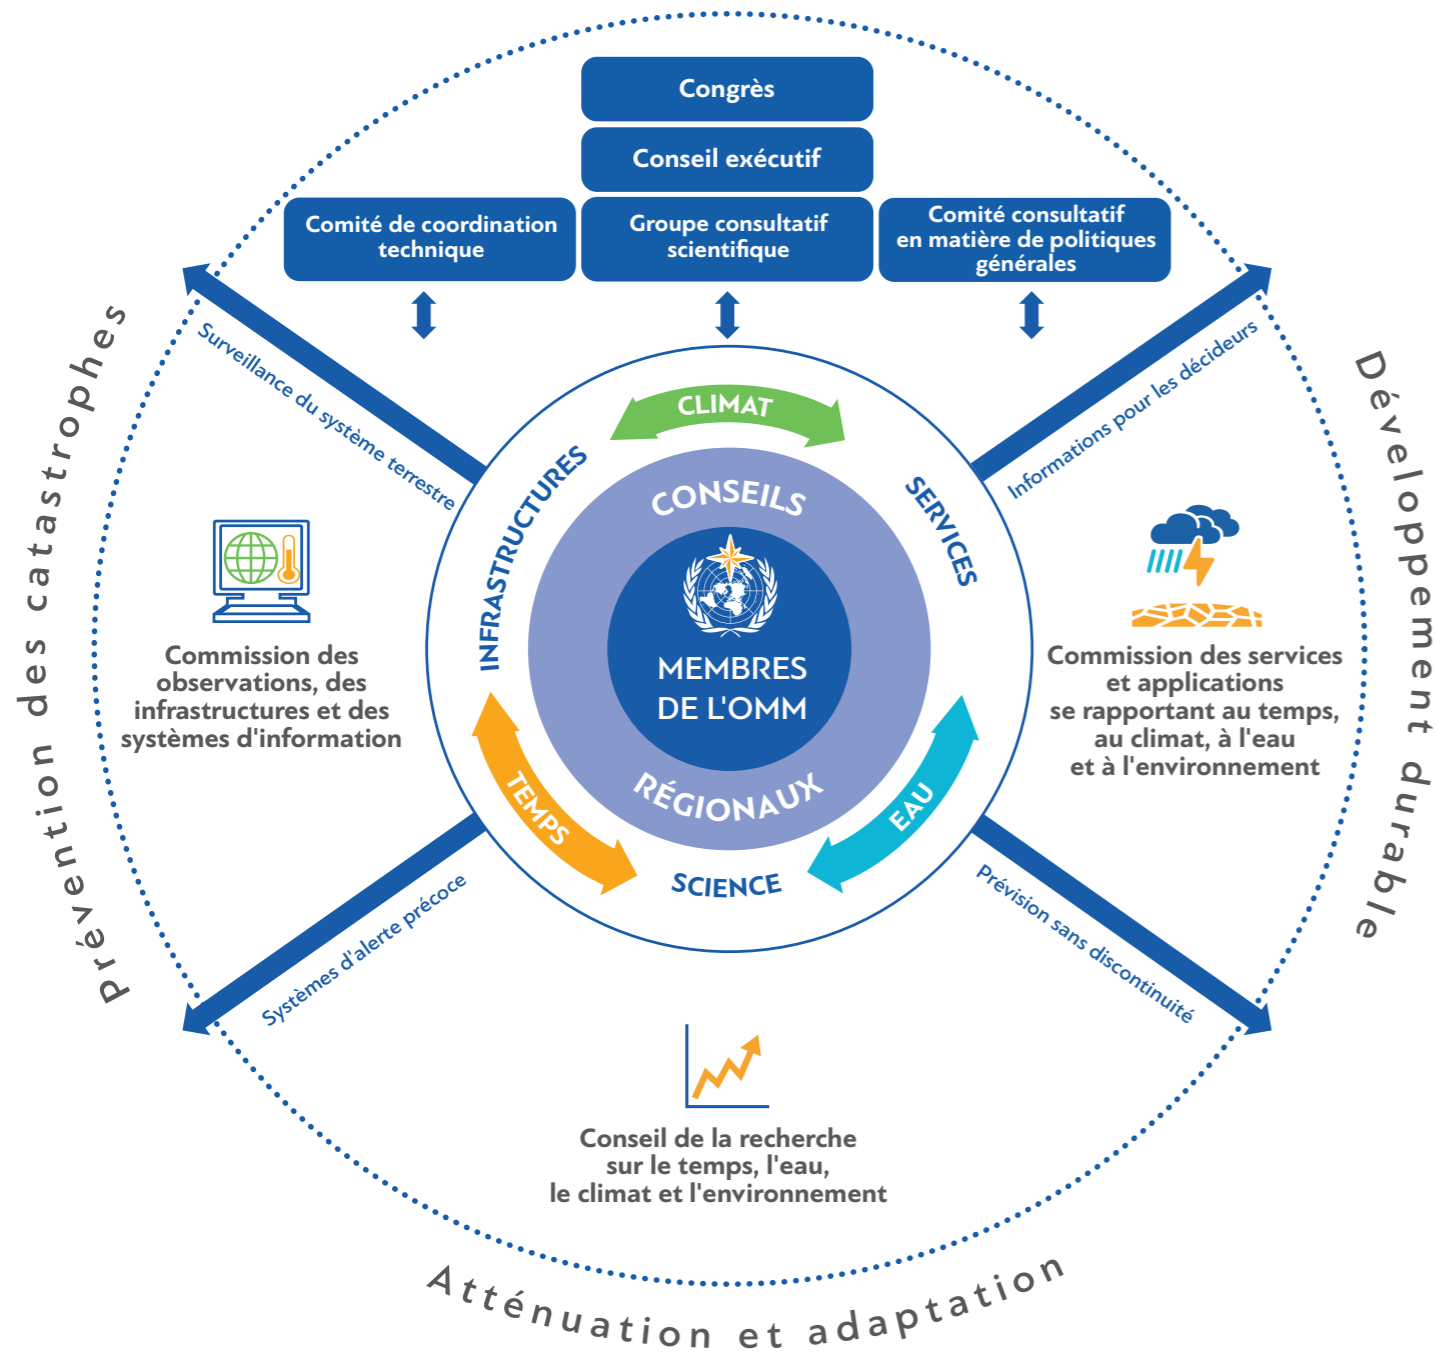 Congrès
Conseil exécutif
Comité de coordination
technique
Groupe consultatif
scientifique
Comité consultatif
en matière de politiques
générales
Surveillance du système terrestre
Informations pour les décideurs
Prévention des catastrophes
Développement durable
CLIMAT
INFRASTRUCTURES
SERVICES
CONSEILS
MEMBRES
DE L'OMM
RÉGIONAUX
TEMPS
EAU
SCIENCE
Commission des
observations, des
infrastructures et des
systèmes d'information
Commission des services
et applications
se rapportant au temps,
au climat, à l'eau
et à l'environnement
Systèmes d'alerte précoce
Prévision sans discontinuité
Conseil de la recherche
sur le temps, l'eau,
le climat et l'environnement
Atténuation et adaptation